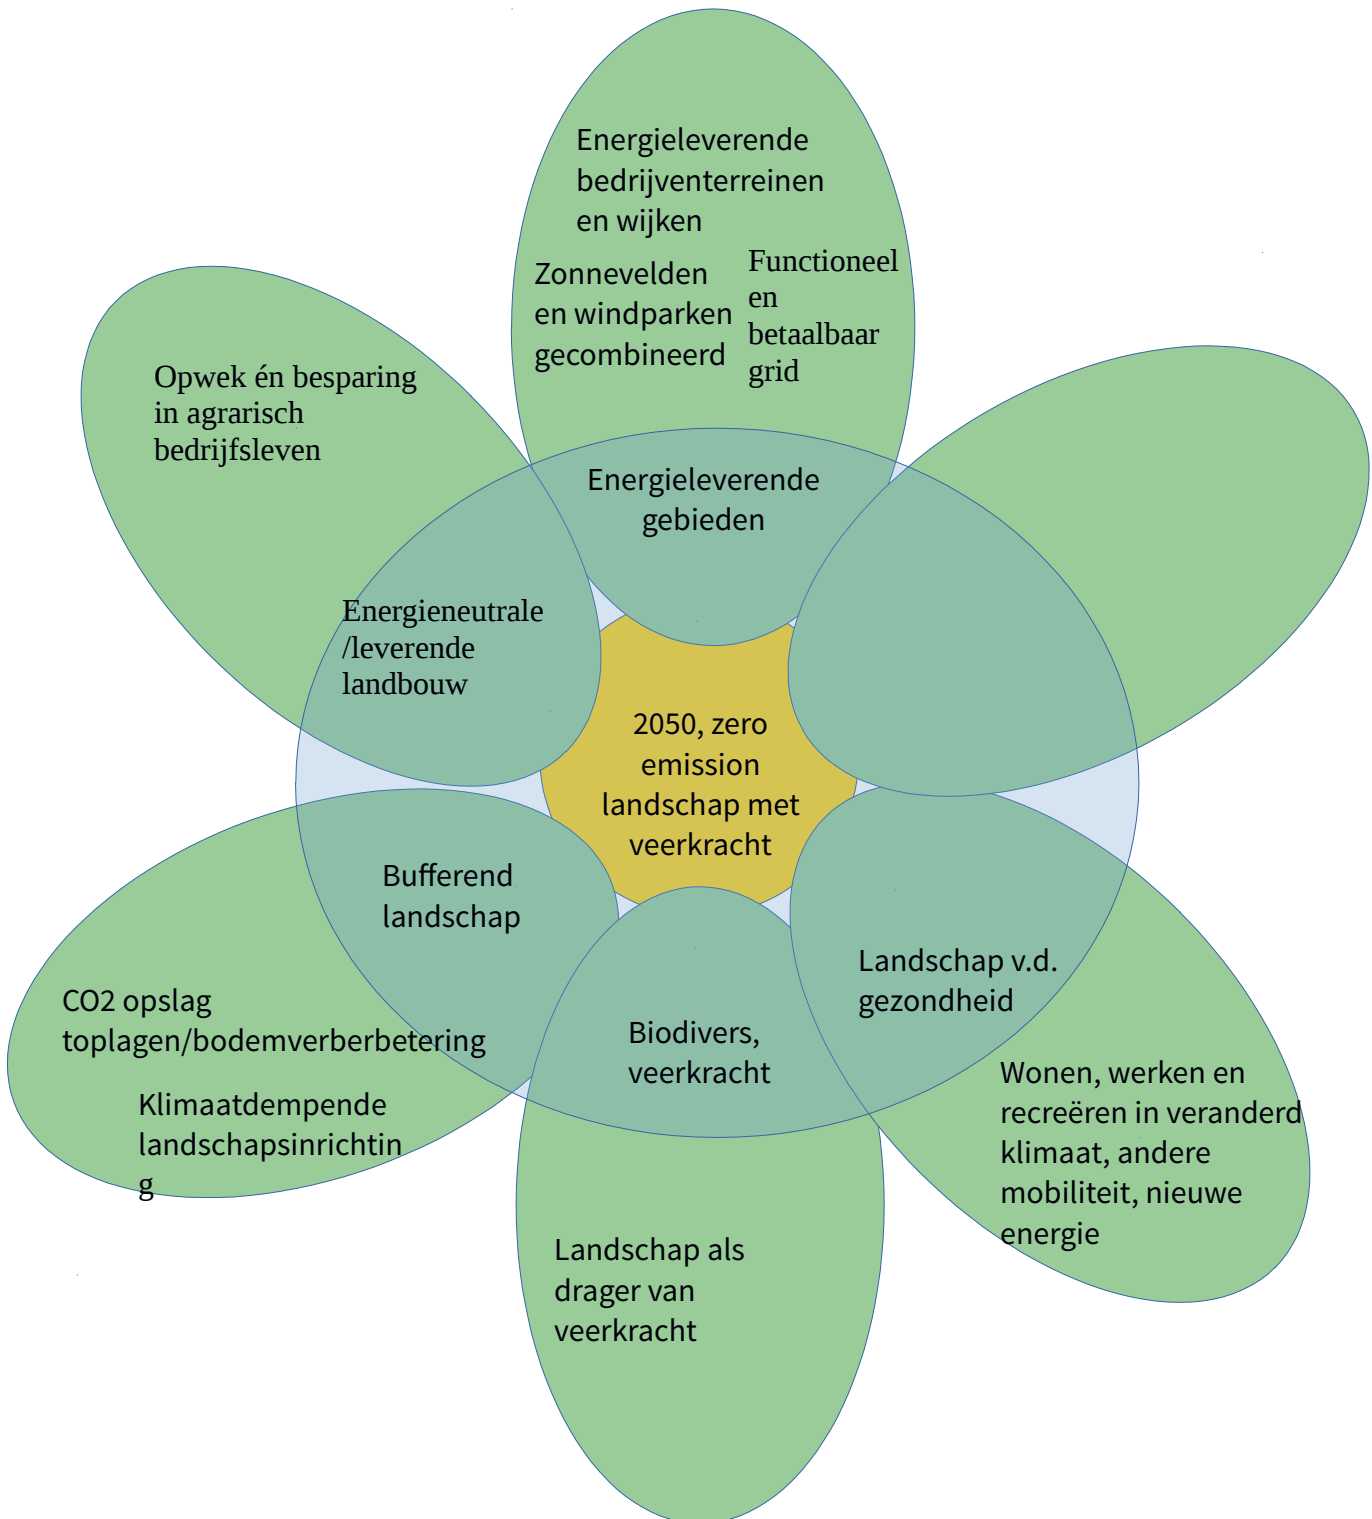 Energieleverende
bedrijventerreinen
en wijken
Zonnevelden
en windparken
gecombineerd
Functioneel
en
betaalbaar
grid
Opwek én besparing
in agrarisch
bedrijfsleven
Energieleverende
gebieden
Energieneutrale
/leverende
landbouw
2050, zero
emission
landschap met
veerkracht
Bufferend
landschap
CO2 opslag
toplagen/bodemverberbetering
Klimaatdempende
landschapsinrichtin
g
Biodivers,
veerkracht
Landschap v.d.
gezondheid
Wonen, werken en
recreëren in veranderd
klimaat, andere
mobiliteit, nieuwe
energie
Landschap als
drager van
veerkracht